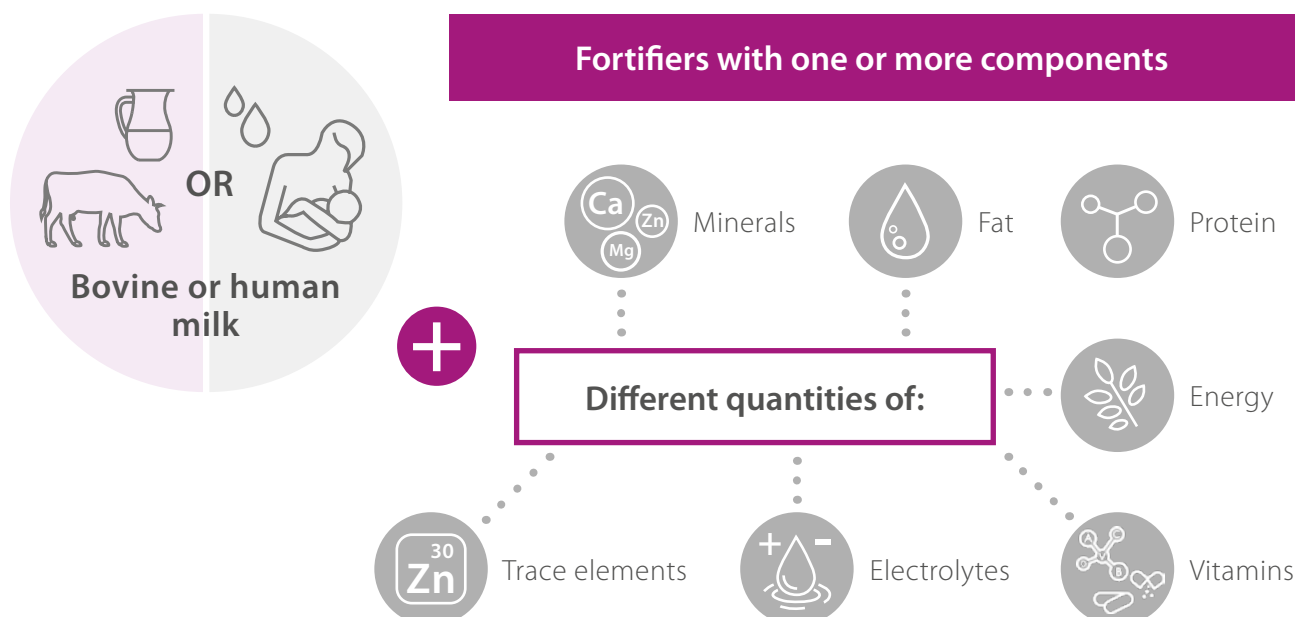 Fortifiers with one or more components
OR
Bovine or human
milk
Ca
Zn
Mg
Minerals
Fat
Protein
+
Different quantities of:
Energy
30
Zn
Trace elements
+ -
Electrolytes
A
C
V
D
B
Vitamins